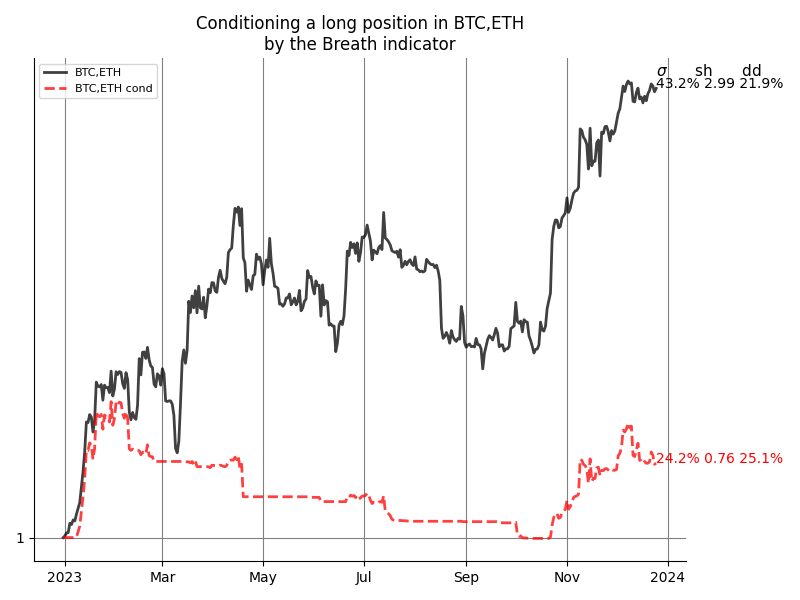 Conditioning a long position in BTC,ETH
by the Breath indicator
BTC,ETH
BTC,ETH cond
σ sh dd
43.2% 2.99 21.9%
24.2% 0.76 25.1%
1
2023 Mar May Jul Sep Nov 2024